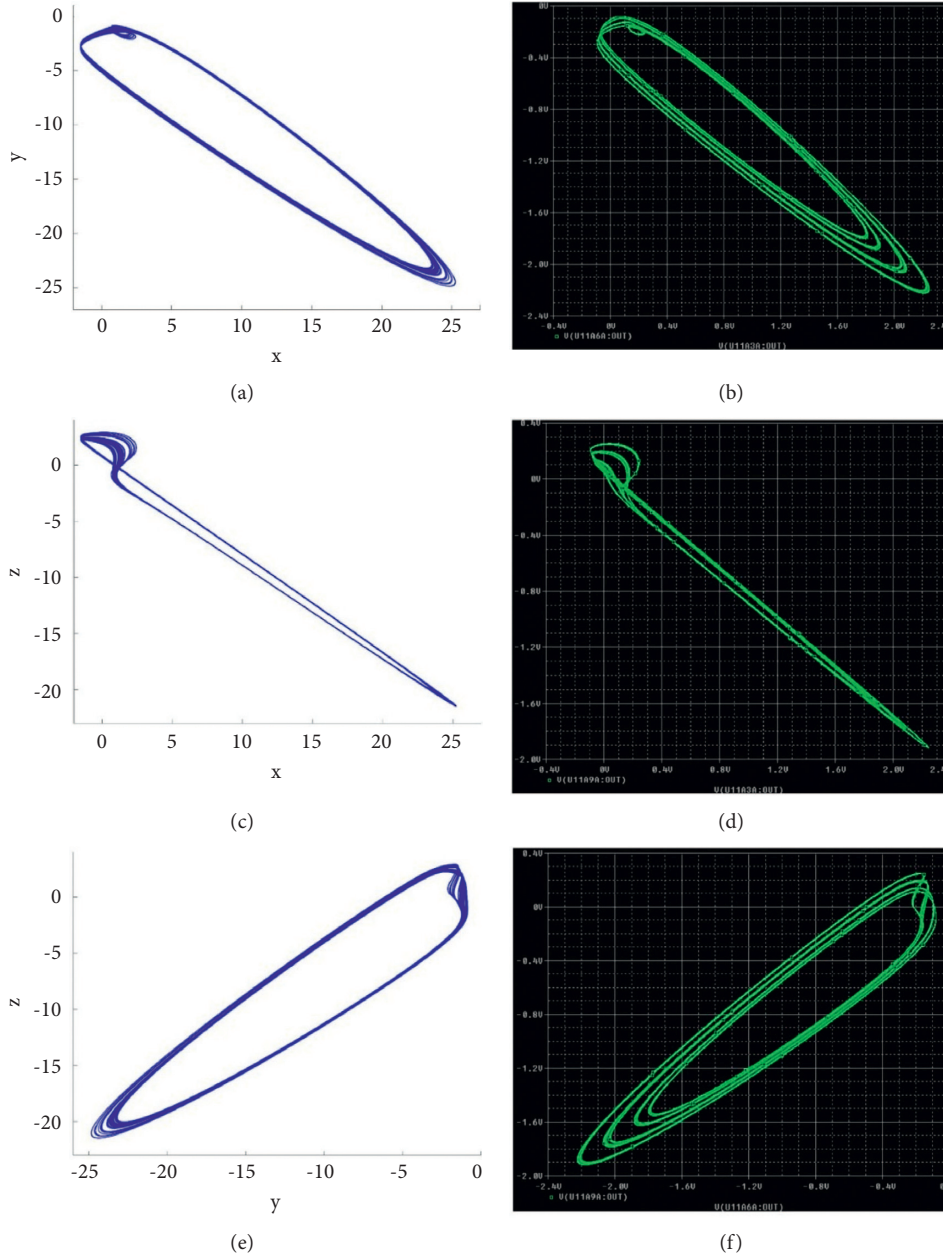 0
-5
-10
-15
-20
-25
y
0 5 10 15 20 25
x
(a)
0V
-0.4V
-0.8V
-1.2V
-1.6V
-2.0V
-2.4V
-0.4V 0V 0.4V 0.8V 1.2V 1.6V 2.0V 2.4
V(U11A6A:OUT)
V(U11A3A:OUT)
(b)
0
-5
-10
-15
-20
z
0 5 10 15 20 25
x
(c)
0.4V
0V
-0.4V
-0.8V
-1.2V
-1.6V
-2.0V
-0.4V 0V 0.4V 0.8V 1.2V 1.6V 2.0V 2.4
V(U11A9A:OUT)
V(U11A3A:OUT)
(d)
0
-5
-10
-15
-20
z
-25 -20 -15 -10 -5 0
y
(e)
0.4V
0V
-0.4V
-0.8V
-1.2V
-1.6V
-2.0V
-2.4V -2.0V -1.6V -1.2V -0.8V -0.4V 0.
V(U11A9A:OUT)
V(U11A6A:OUT)
(f)